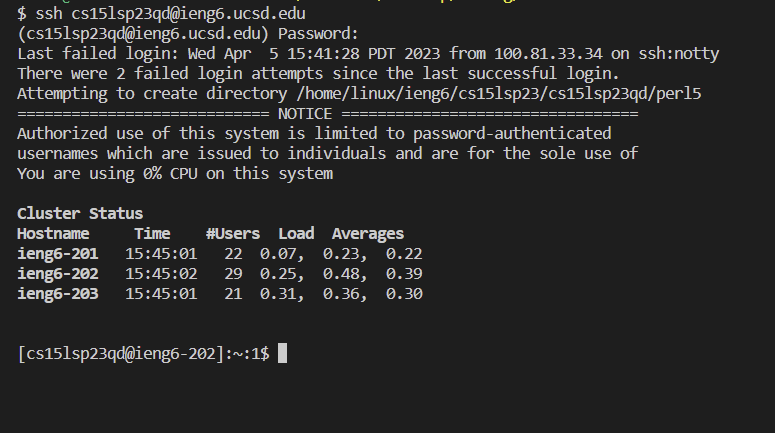 $ ssh cs15lsp23qd@ieng6.ucsd.edu
(cs15lsp23qd@ieng6.ucsd.edu) Password:
Last failed login: Wed Apr  5 15:41:28 PDT 2023 from 100.81.33.34 on ssh:notty
There were 2 failed login attempts since the last successful login.
Attempting to create directory /home/linux/ieng6/cs15lsp23/cs15lsp23qd/perl5
============================ NOTICE =================================
Authorized use of this system is limited to password-authenticated
usernames which are issued to individuals and are for the sole use of
You are using 0% CPU on this system
Cluster Status
Hostname     Time    #Users  Load  Averages
ieng6-201   15:45:01   22  0.07,  0.23,  0.22
ieng6-202   15:45:02   29  0.25,  0.48,  0.39
ieng6-203   15:45:01   21  0.31,  0.36,  0.30
[cs15lsp23qd@ieng6-202]:~:1$